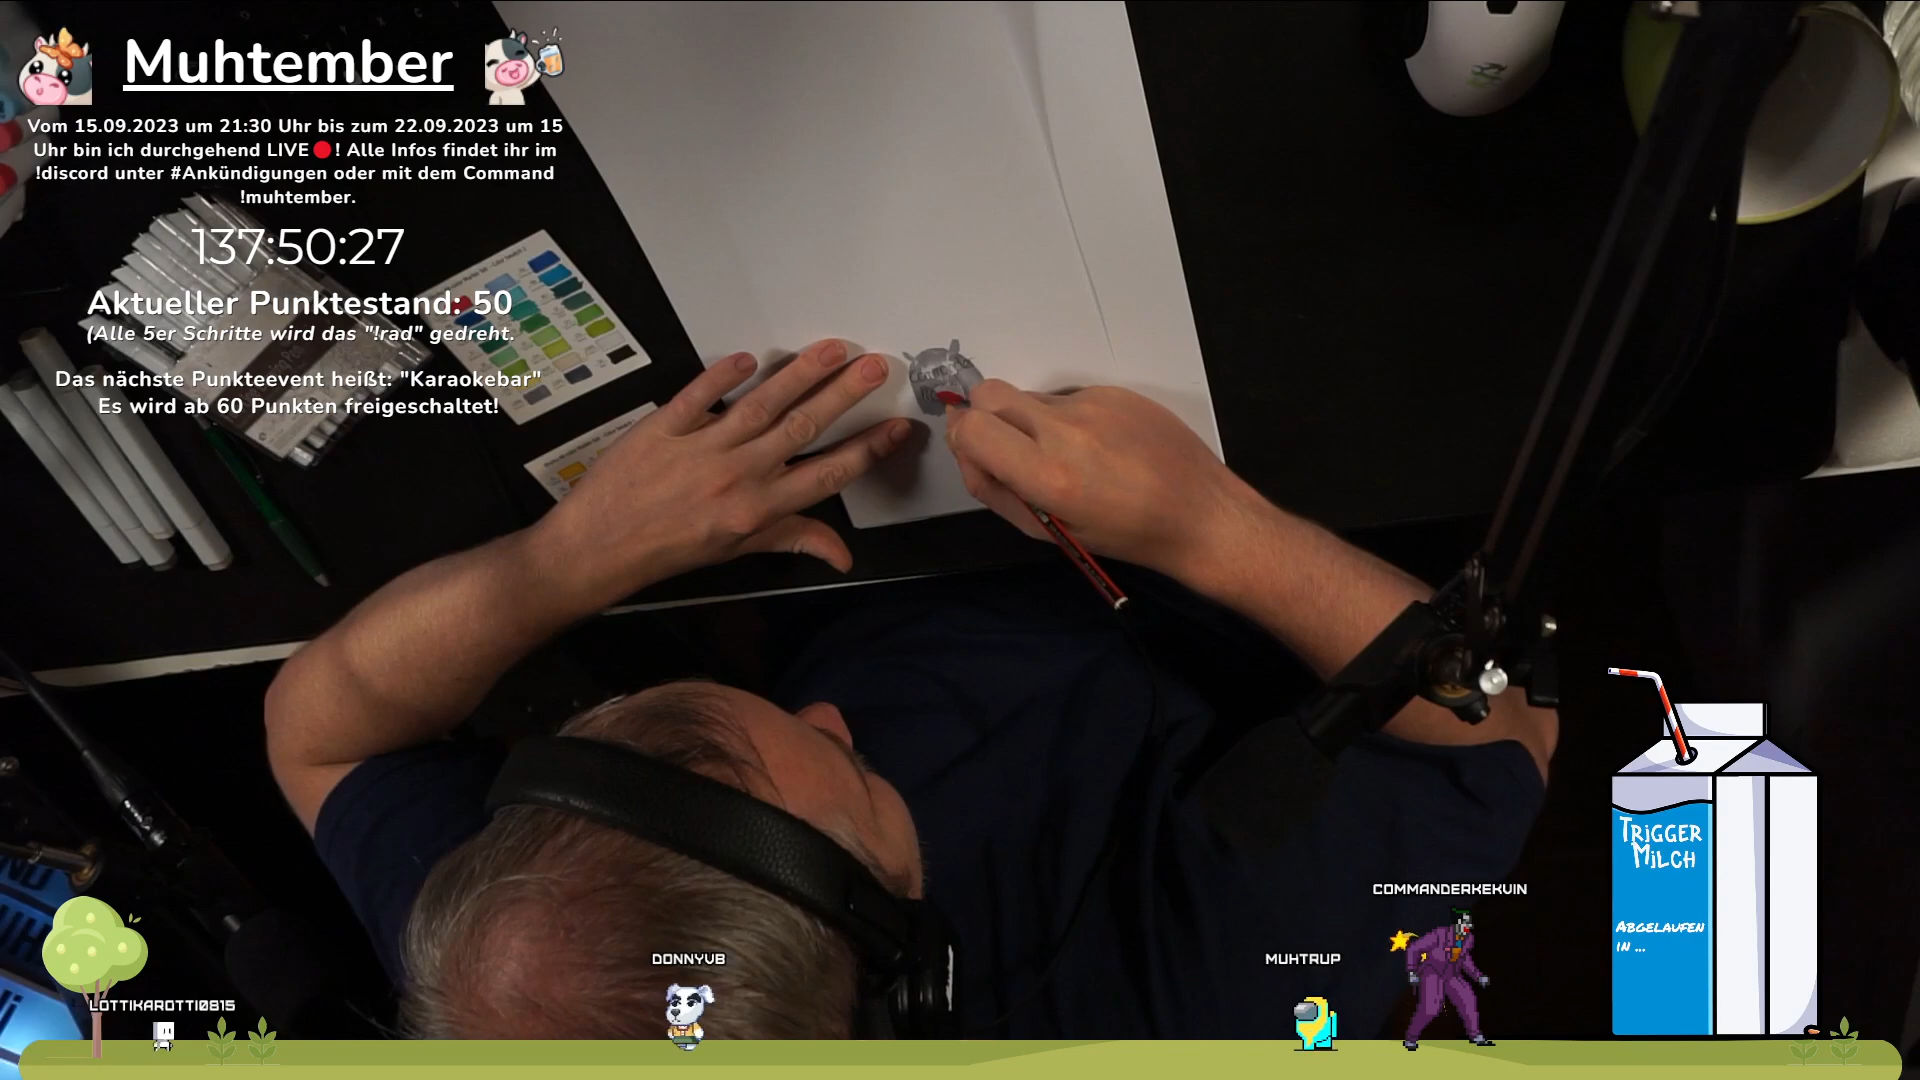 Muhtember
Vom 15.09.2023 um 21:30 Uhr bis zum 22.09.2023 um 15
Uhr bin ich durchgehend LIVE🔴! Alle Infos findet ihr im
!discord unter #Ankündigungen oder mit dem Command
!muhtember.
137:50:27
Aktueller Punktestand: 50
(Alle 5er Schritte wird das "!rad" gedreht.
Das nächste Punkteevent heißt: "Karaokebar"
Es wird ab 60 Punkten freigeschaltet!
TRiGGER
MiLCH
ABGELAUFEN
iN ...
COMMANDERKEKVIN
DONNYVB
MUHTRUP
LOTTIKAROTTI0815